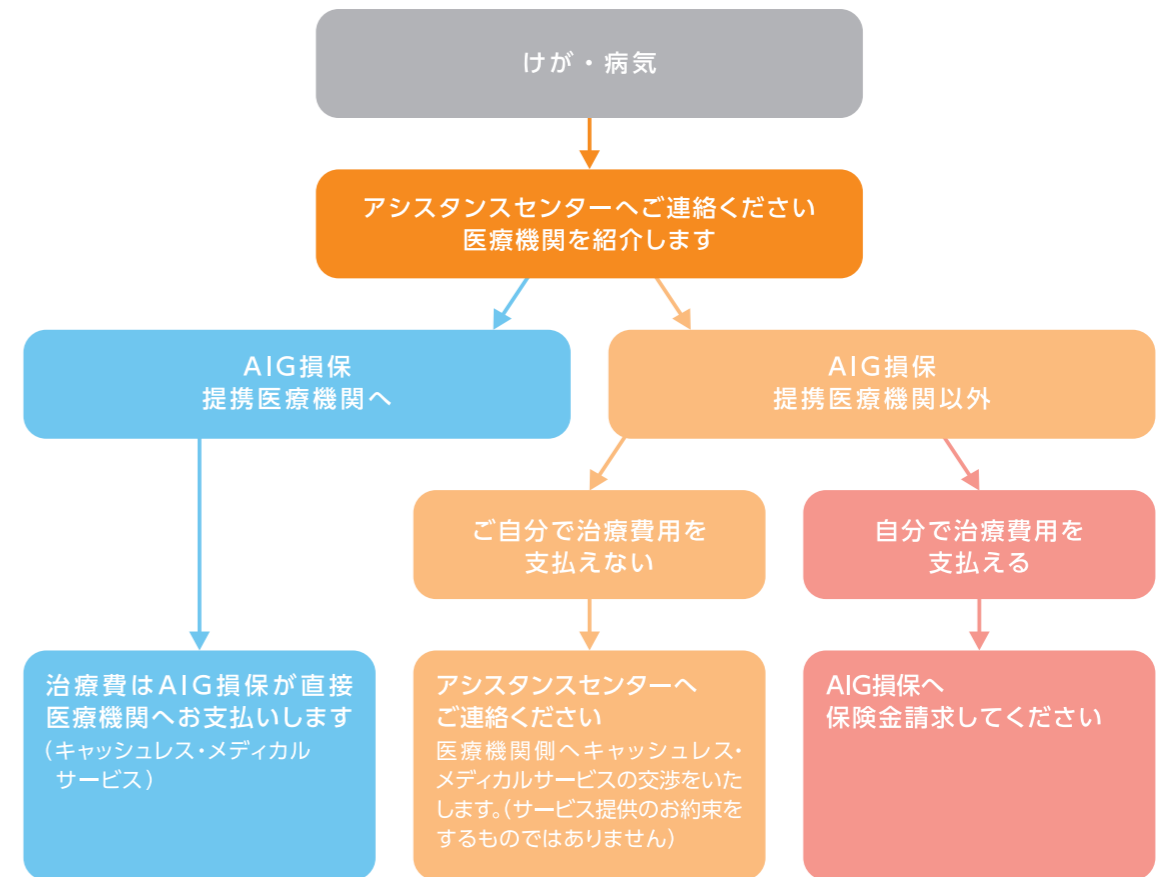 けが・病気
アシスタンスセンターへご連絡ください
医療機関を紹介します
AIG損保
提携医療機関へ
AIG損保
提携医療機関以外
ご自分で治療費用を
支払えない
自分で治療費用を
支払える
治療費はAIG損保が直接
医療機関へお支払いします
(キャッシュレス・メディカル
サービス)
アシスタンスセンターへ
ご連絡ください
医療機関側へキャッシュレス・
メディカルサービスの交渉をいた
します。(サービス提供のお約束を
するものではありません)
AIG損保へ
保険金請求してください